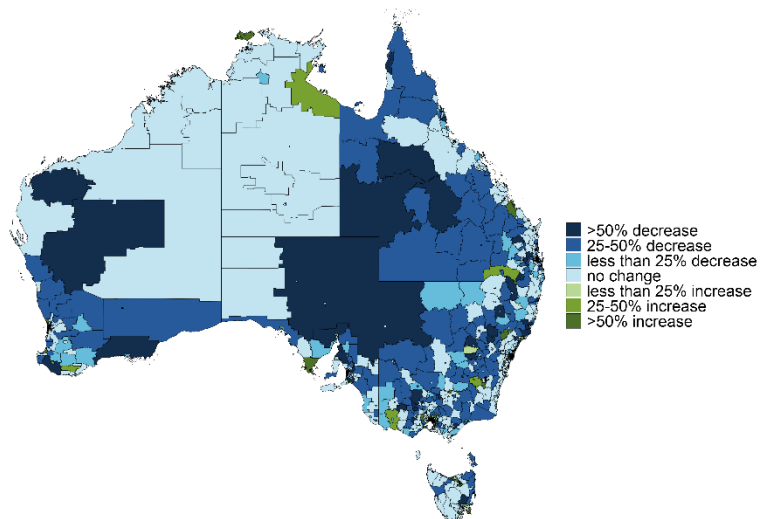 >50% decrease
25-50% decrease
less than 25% decrease
no change
less than 25% increase
25-50% increase
>50% increase